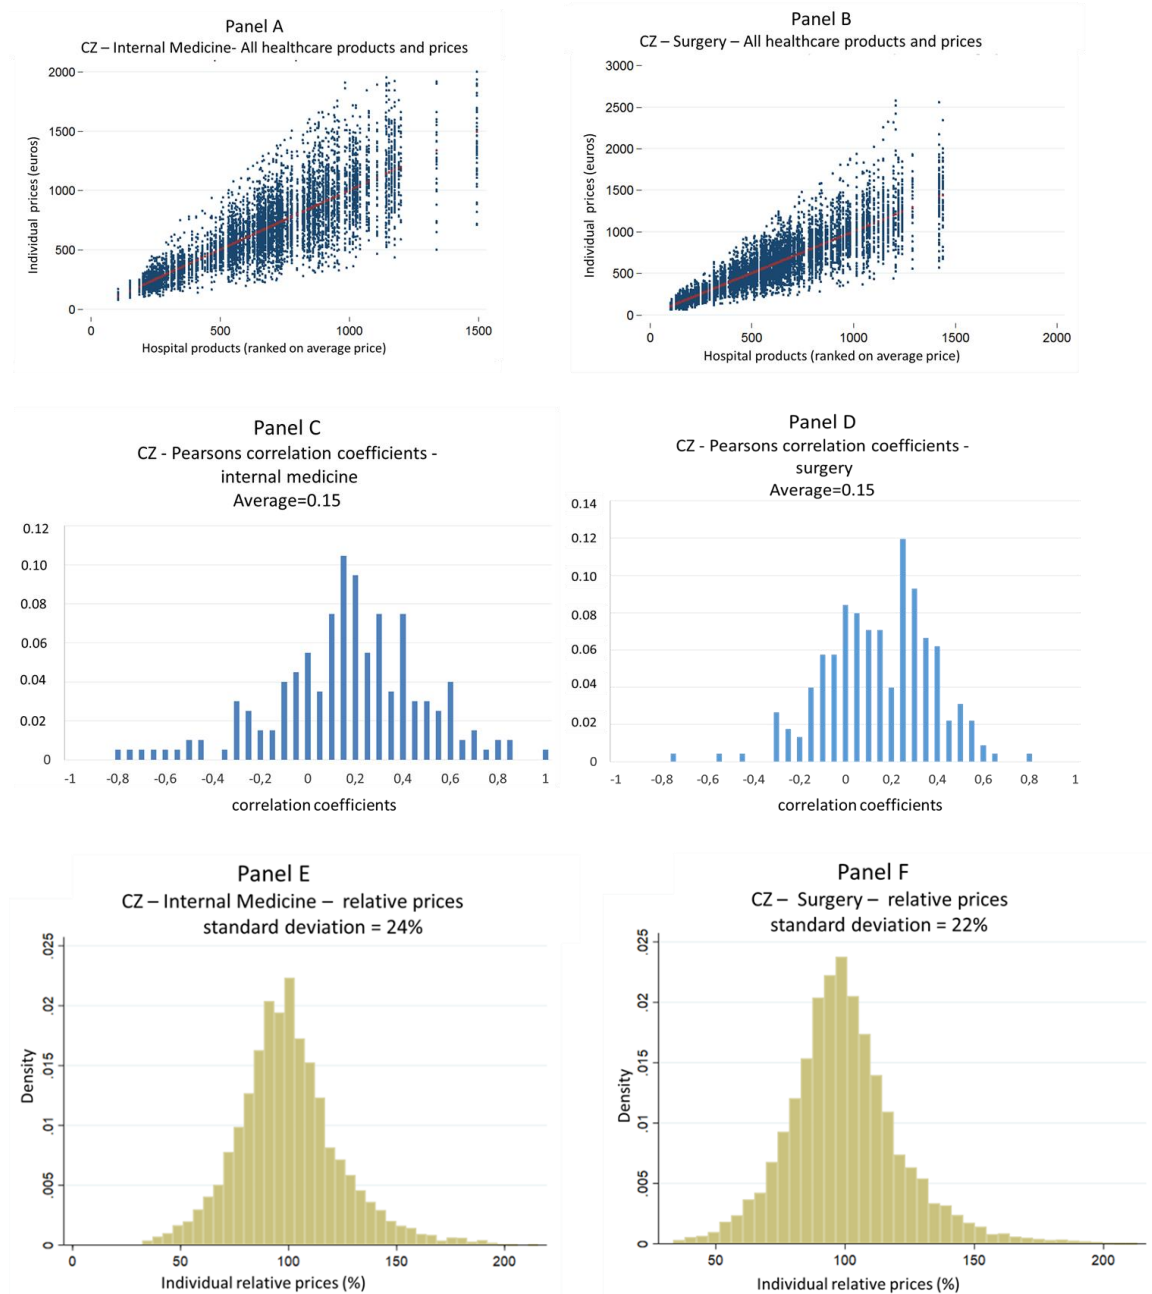 Panel A
CZ – Internal Medicine- All healthcare products and prices
2000
1500
1000
500
0
Individual prices (euros)
0 500 1000 1500
Hospital products (ranked on average price)
Panel B
CZ – Surgery – All healthcare products and prices
3000
2500
2000
1500
1000
500
0
Individual prices (euros)
0 500 1000 1500 2000
Hospital products (ranked on average price)
Panel C
CZ - Pearsons correlation coefficients -
internal medicine
Average=0.15
0.12
0.10
0.08
0.06
0.04
0.02
0
-1 -0,8 -0,6 -0,4 -0,2 0 0,2 0,4 0,6 0,8 1
correlation coefficients
Panel D
CZ - Pearsons correlation coefficients -
surgery
Average=0.15
0.14
0.12
0.10
0.08
0.06
0.04
0.02
0
-1 -0,8 -0,6 -0,4 -0,2 0 0,2 0,4 0,6 0,8 1
correlation coefficients
Panel E
CZ – Internal Medicine – relative prices
standard deviation = 24%
.025
.02
.015
.01
.005
0
Density
0 50 100 150 200
Individual relative prices (%)
Panel F
CZ – Surgery – relative prices
standard deviation = 22%
.025
.02
.015
.01
.005
0
Density
50 100 150 200
Individual relative prices (%)